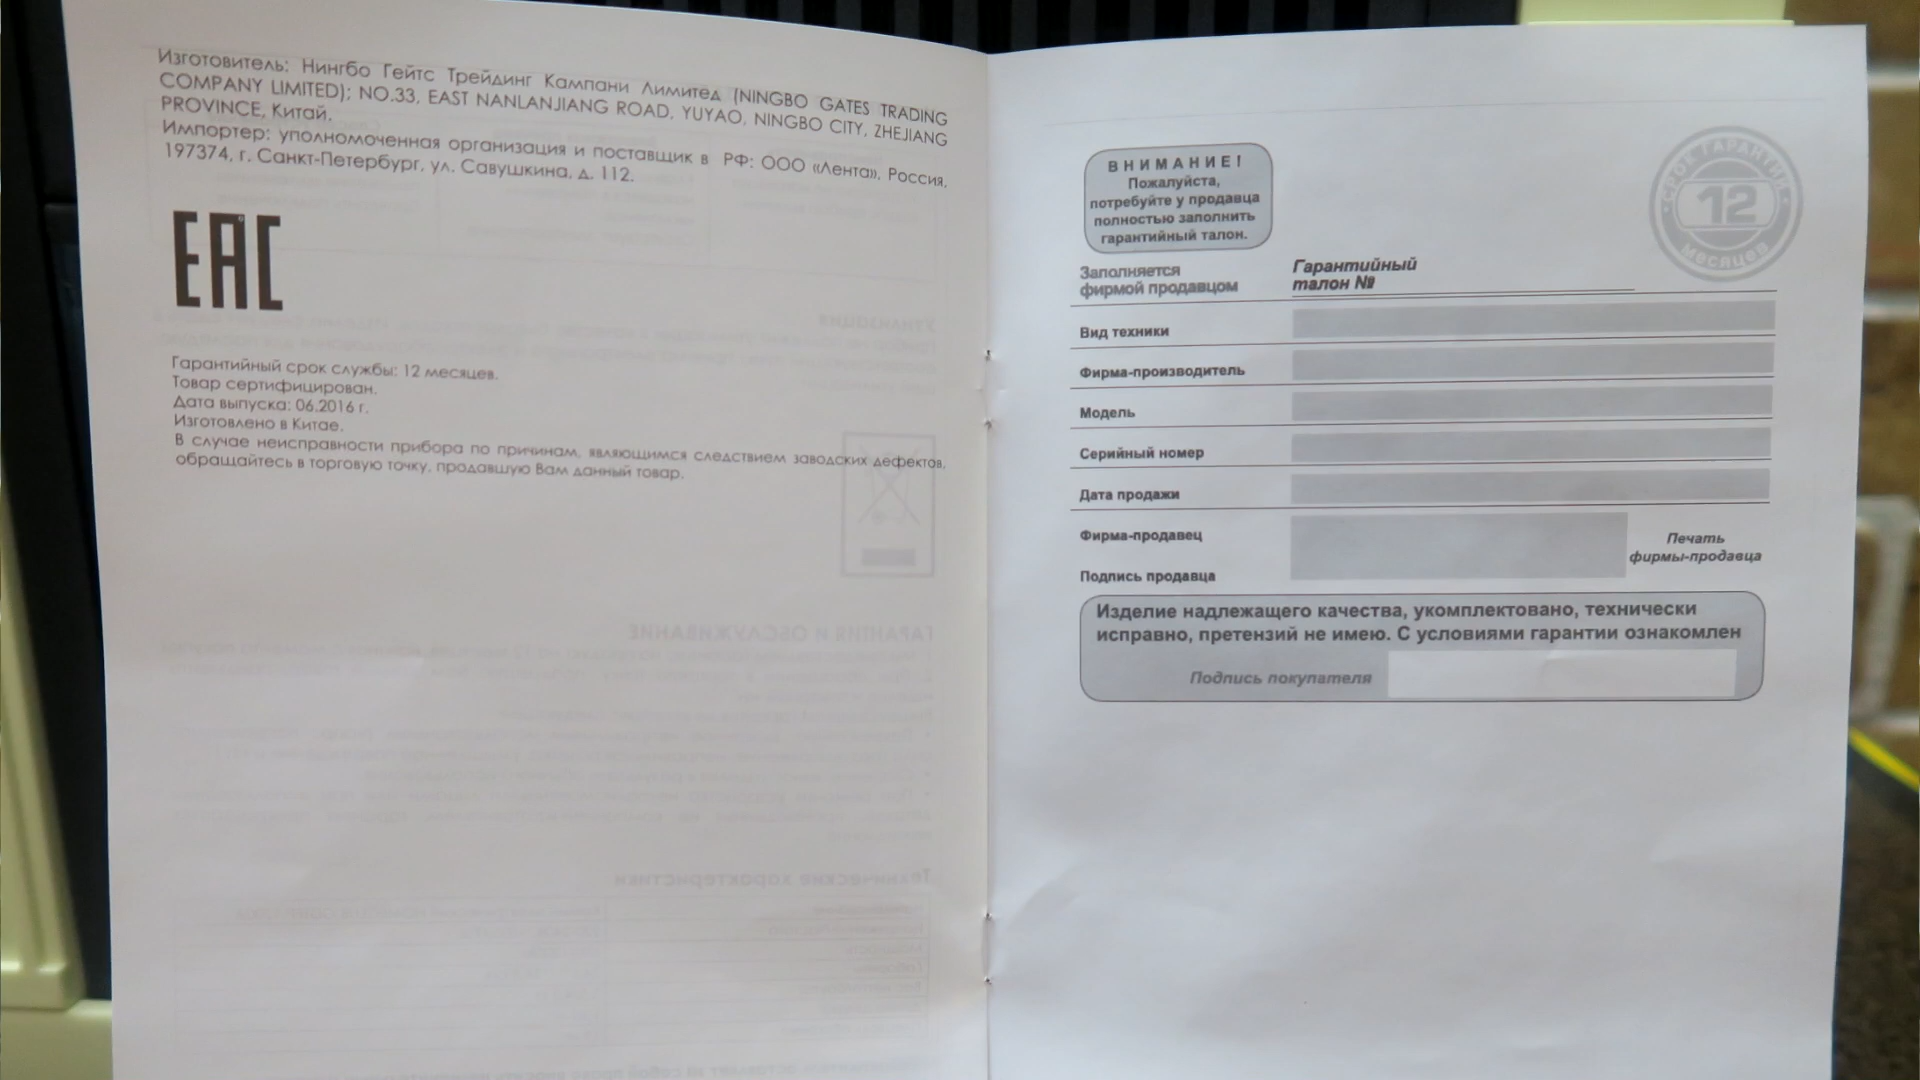 Изготовитель: Нингбо Гейтс Трейдинг Кампани Лимитед (NINGBO GATES TRADING
COMPANY LIMITED); NO.33, EAST NANLANJIANG ROAD, YUYAO, NINGBO CITY, ZHEJIANG
PROVINCE, Китай.
Импортер: уполномоченная организация и поставщик в РФ: ООО «Лента», Россия,
197374, г. Санкт-Петербург, ул. Савушкина, д. 112.
EAC
Гарантийный срок службы: 12 месяцев.
Товар сертифицирован.
Дата выпуска: 06.2016 г.
Изготовлено в Китае.
В случае неисправности прибора по причинам, являющимся следствием заводских дефектов,
обращайтесь в торговую точку, продавшую Вам данный товар.
ВНИМАНИЕ!
Пожалуйста,
потребуйте у продавца
полностью заполнить
гарантийный талон.
СРОК ГАРАНТИИ
12
месяцев
Заполняется
фирмой продавцом
Гарантийный
талон №
Вид техники
Фирма-производитель
Модель
Серийный номер
Дата продажи
Фирма-продавец
Печать
фирмы-продавца
Подпись продавца
Изделие надлежащего качества, укомплектовано, технически
исправно, претензий не имею. С условиями гарантии ознакомлен
Подпись покупателя